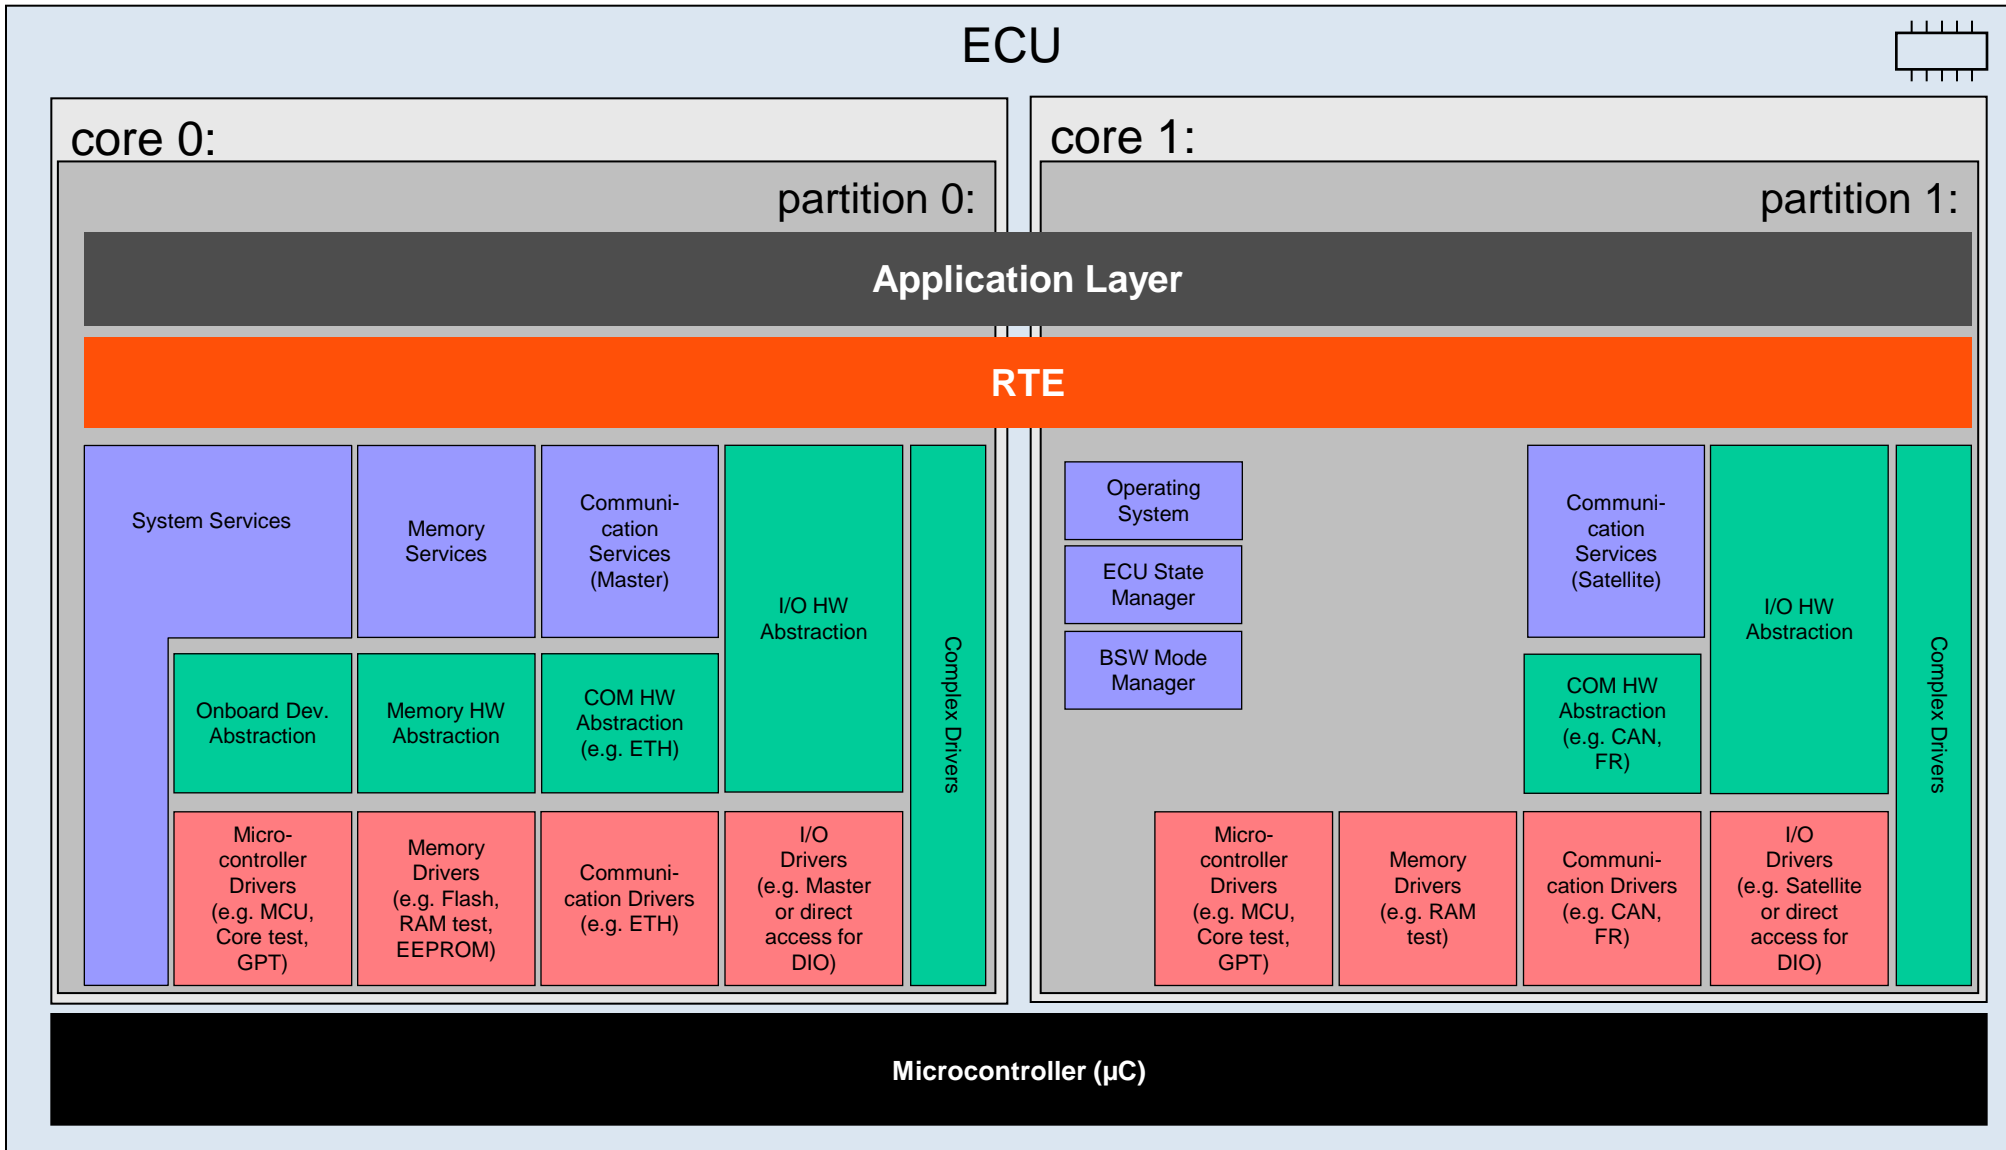 ECU
core 0:
partition 0:
core 1:
partition 1:
Application Layer
RTE
System Services
Memory
Services
Communi-
cation
Services
(Master)
I/O HW
Abstraction
Complex Drivers
Onboard Dev.
Abstraction
Memory HW
Abstraction
COM HW
Abstraction
(e.g. ETH)
Micro-
controller
Drivers
(e.g. MCU,
Core test,
GPT)
Memory
Drivers
(e.g. Flash,
RAM test,
EEPROM)
Communi-
cation Drivers
(e.g. ETH)
I/O
Drivers
(e.g. Master
or direct
access for
DIO)
Operating
System
ECU State
Manager
BSW Mode
Manager
Communi-
cation
Services
(Satellite)
I/O HW
Abstraction
Complex Drivers
COM HW
Abstraction
(e.g. CAN,
FR)
Micro-
controller
Drivers
(e.g. MCU,
Core test,
GPT)
Memory
Drivers
(e.g. RAM
test)
Communi-
cation Drivers
(e.g. CAN,
FR)
I/O
Drivers
(e.g. Satellite
or direct
access for
DIO)
Microcontroller (µC)